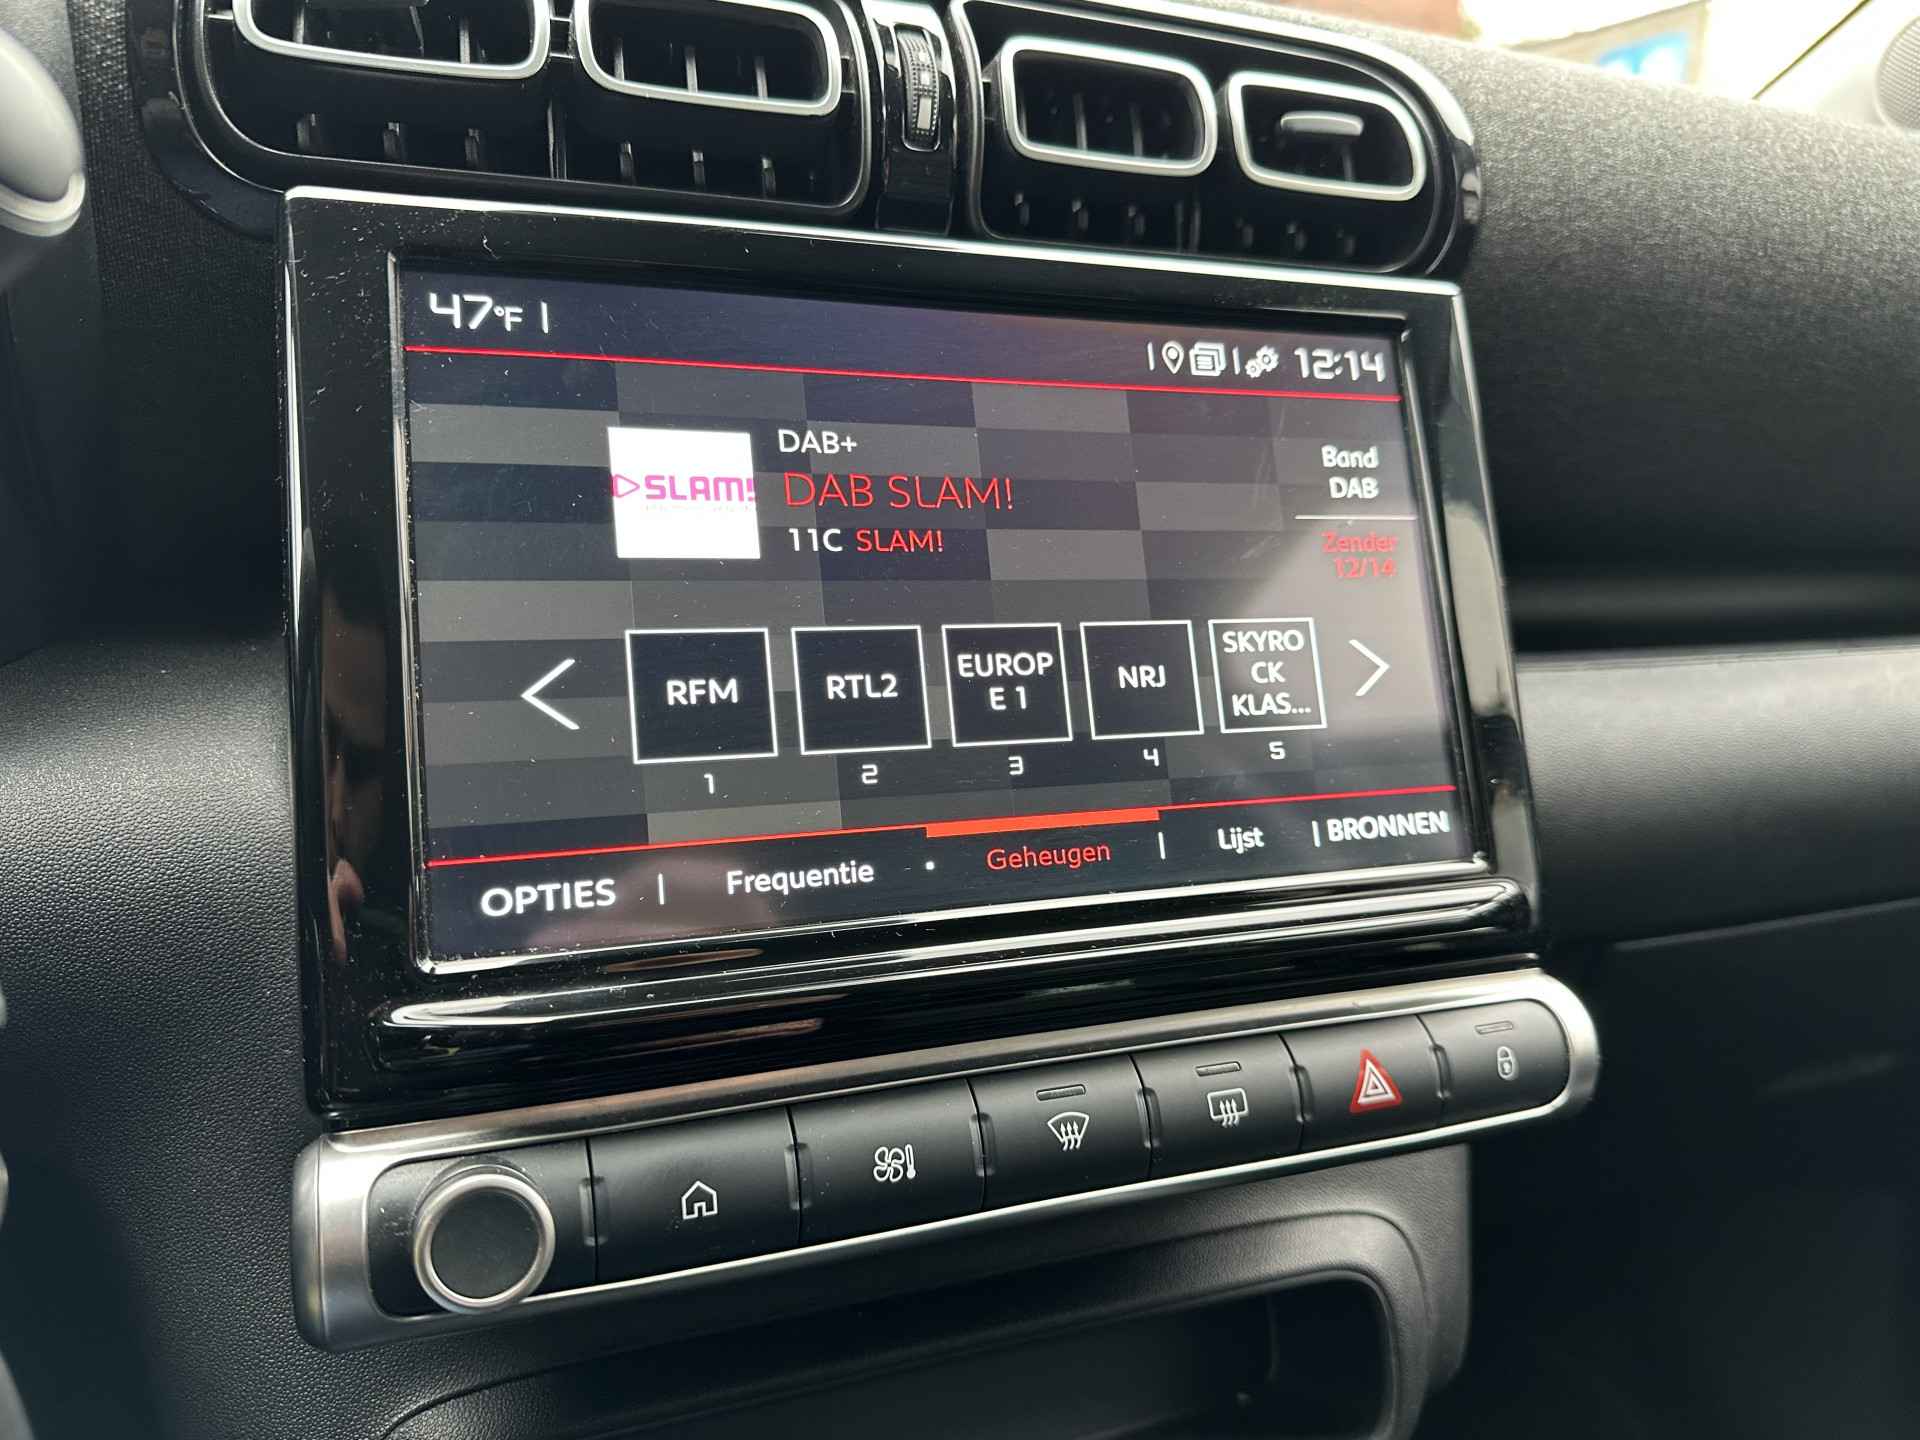 47°F
12:14
DAB+
SLAM!
DAB SLAM!
11C SLAM!
Band
DAB
Zender
12/14
RFM
RTL2
EUROP
E 1
NRJ
SKYRO
CK
KLAS...
1
2
3
4
5
OPTIES
Frequentie
Geheugen
Lijst
BRONNEN